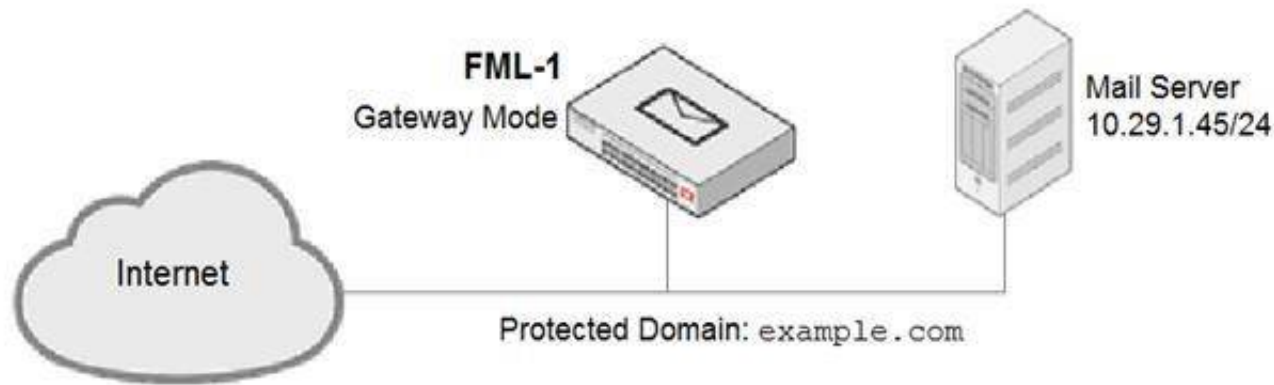 FML-1
Gateway Mode
Mail Server
10.29.1.45/24
Internet
Protected Domain: example.com